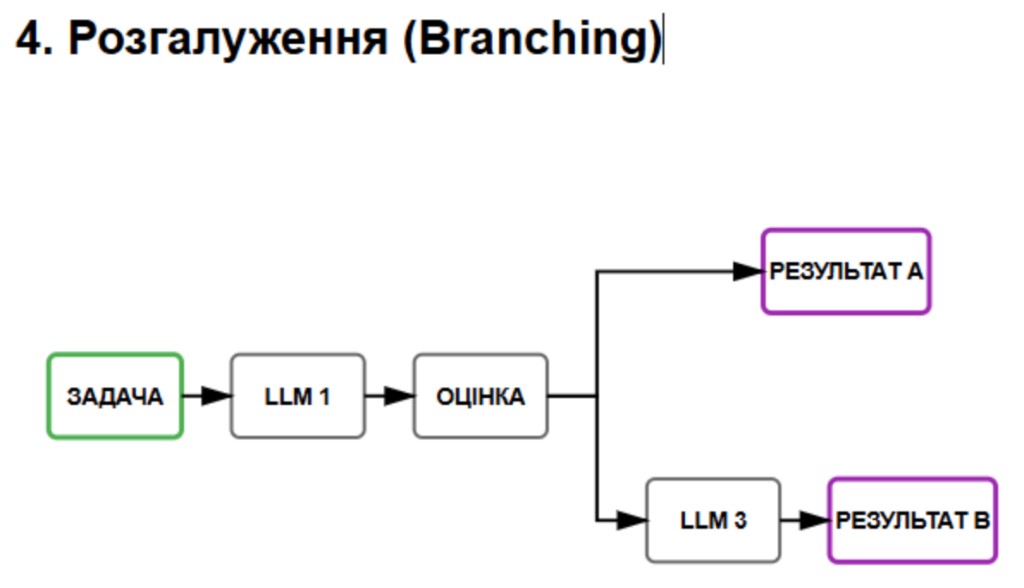 4. Розгалуження (Branching)
РЕЗУЛЬТАТ А
ЗАДАЧА
LLM 1
ОЦІНКА
LLM 3
РЕЗУЛЬТАТ В